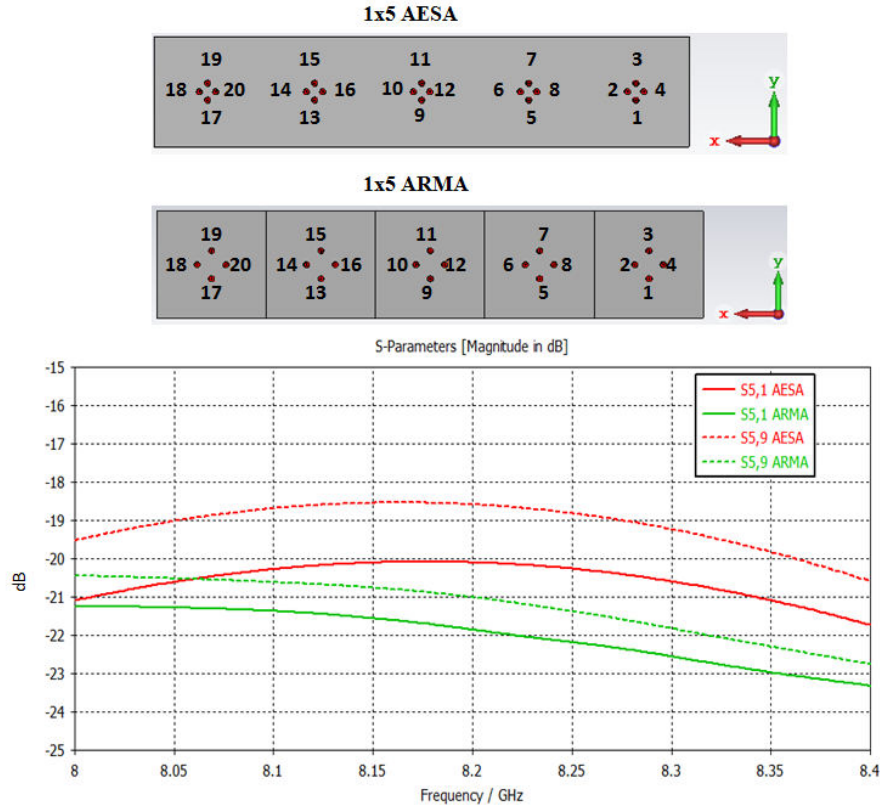 1x5 AESA
19 15 11 7 3
18 20 14 16 10 12 6 8 2 4
17 13 9 5 1
y
x
1x5 ARMA
19 15 11 7 3
18 20 14 16 10 12 6 8 2 4
17 13 9 5 1
y
x
S-Parameters [Magnitude in dB]
-15
-16
-17
-18
-19
-20
-21
-22
-23
-24
-25
dB
S5,1 AESA
S5,1 ARMA
S5,9 AESA
S5,9 ARMA
8 8.05 8.1 8.15 8.2 8.25 8.3 8.35 8.4
Frequency / GHz